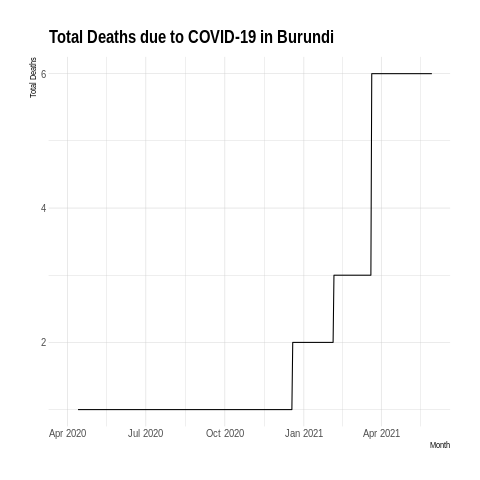 Total Deaths due to COVID-19 in Burundi
Total Deaths
6
4
2
Apr 2020 Jul 2020 Oct 2020 Jan 2021 Apr 2021
Month